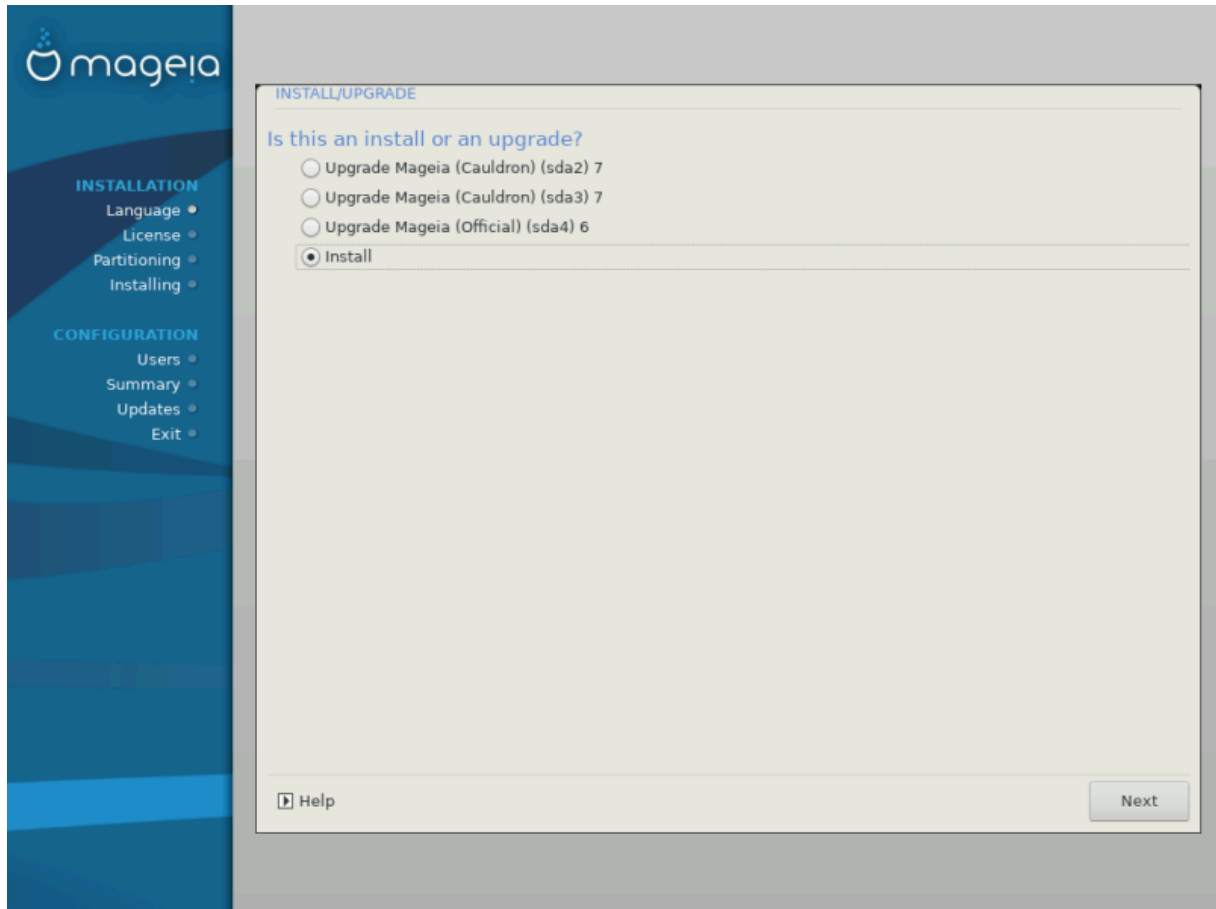 mageia
INSTALLATION
Language
License
Partitioning
Installing
CONFIGURATION
Users
Summary
Updates
Exit
INSTALL/UPGRADE
Is this an install or an upgrade?
Upgrade Mageia (Cauldron) (sda2) 7
Upgrade Mageia (Cauldron) (sda3) 7
Upgrade Mageia (Official) (sda4) 6
Install
Help
Next